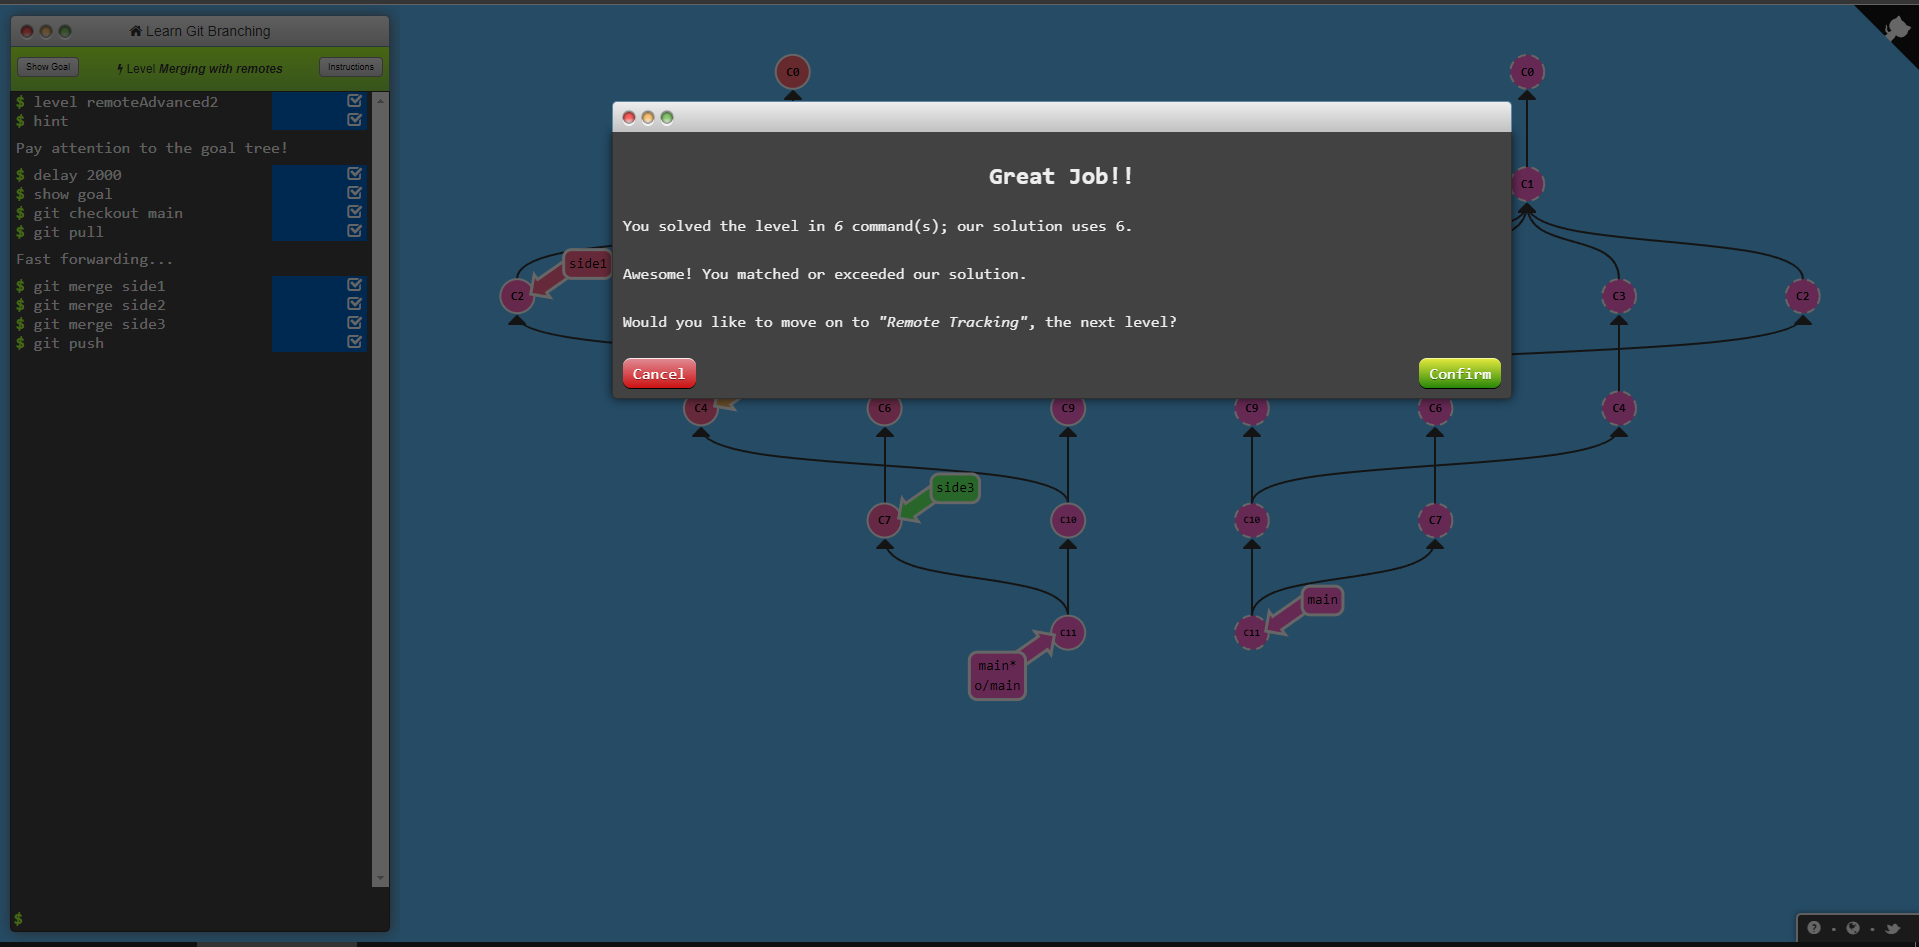 Learn Git Branching
Show Goal
Level Merging with remotes
Instructions
$ level remoteAdvanced2
$ hint
Pay attention to the goal tree!
$ delay 2000
$ show goal
$ git checkout main
$ git pull
Fast forwarding...
$ git merge side1
$ git merge side2
$ git merge side3
$ git push
$
C0
C0
Great Job!!
You solved the level in 6 command(s); our solution uses 6.
Awesome! You matched or exceeded our solution.
Would you like to move on to "Remote Tracking", the next level?
Cancel
Confirm
C1
side1
C2
C3
C2
C4
C6
C9
C9
C6
C4
side3
C7
C10
C10
C7
main
C11
C11
main*
o/main